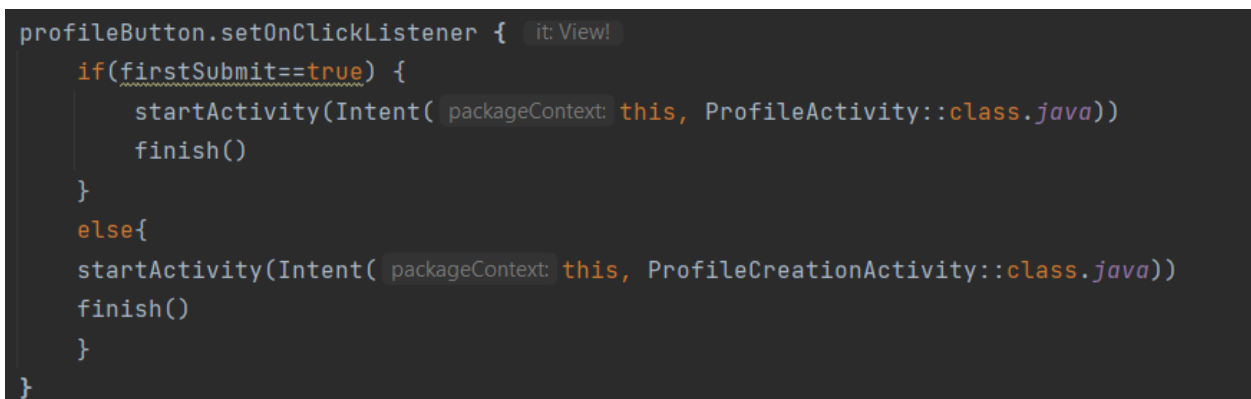 profileButton.setOnClickListener { it: View!
if(firstSubmit==true) {
startActivity(Intent( packageContext: this, ProfileActivity::class.java))
finish()
}
else{
startActivity(Intent( packageContext: this, ProfileCreationActivity::class.java))
finish()
}
}